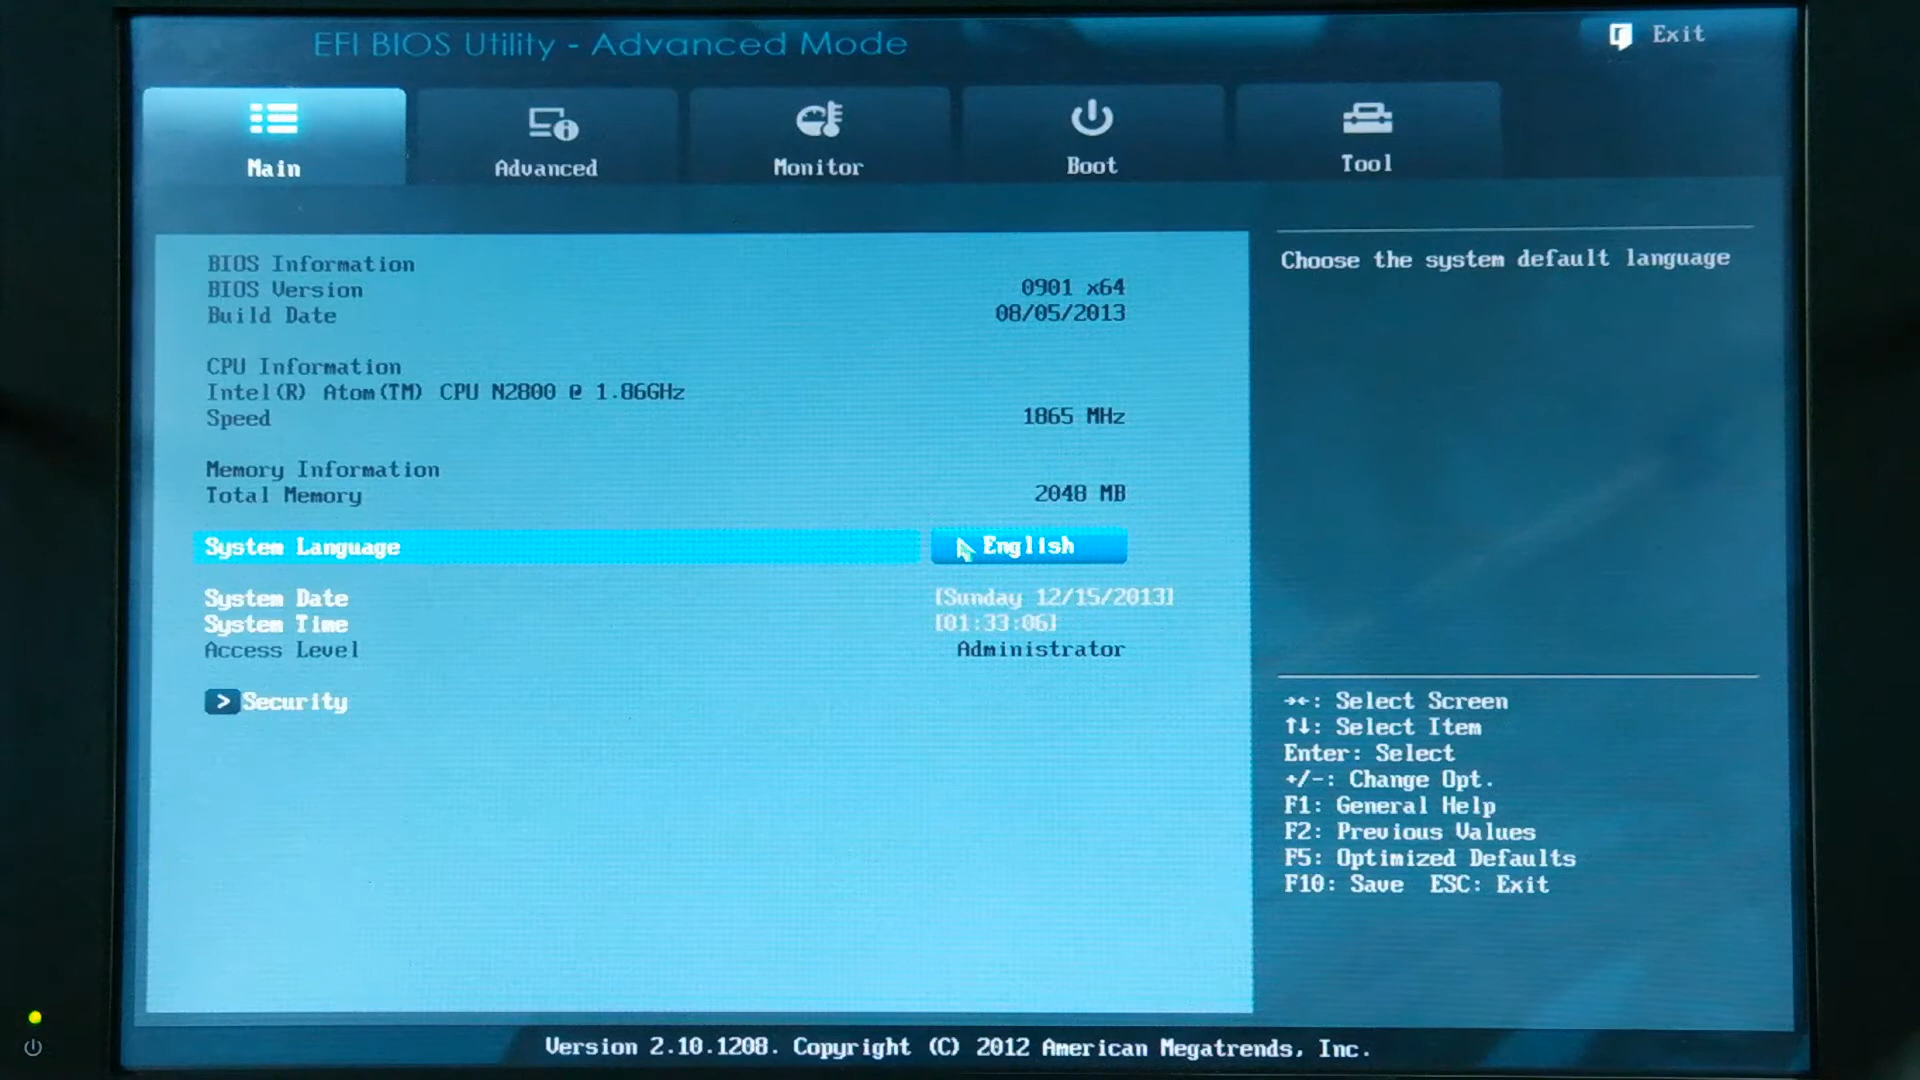 EFI BIOS Utility - Advanced Mode
Exit
Main
Advanced
Monitor
Boot
Tool
BIOS Information
BIOS Version 0901 x64
Build Date 08/05/2013
CPU Information
Intel(R) Atom(TM) CPU N2800 @ 1.86GHz
Speed 1865 MHz
Memory Information
Total Memory 2048 MB
System Language English
System Date [Sunday 12/15/2013]
System Time [01:33:06]
Access Level Administrator
> Security
Choose the system default language
→←: Select Screen
↑↓: Select Item
Enter: Select
+/-: Change Opt.
F1: General Help
F2: Previous Values
F5: Optimized Defaults
F10: Save ESC: Exit
Version 2.10.1208. Copyright (C) 2012 American Megatrends, Inc.